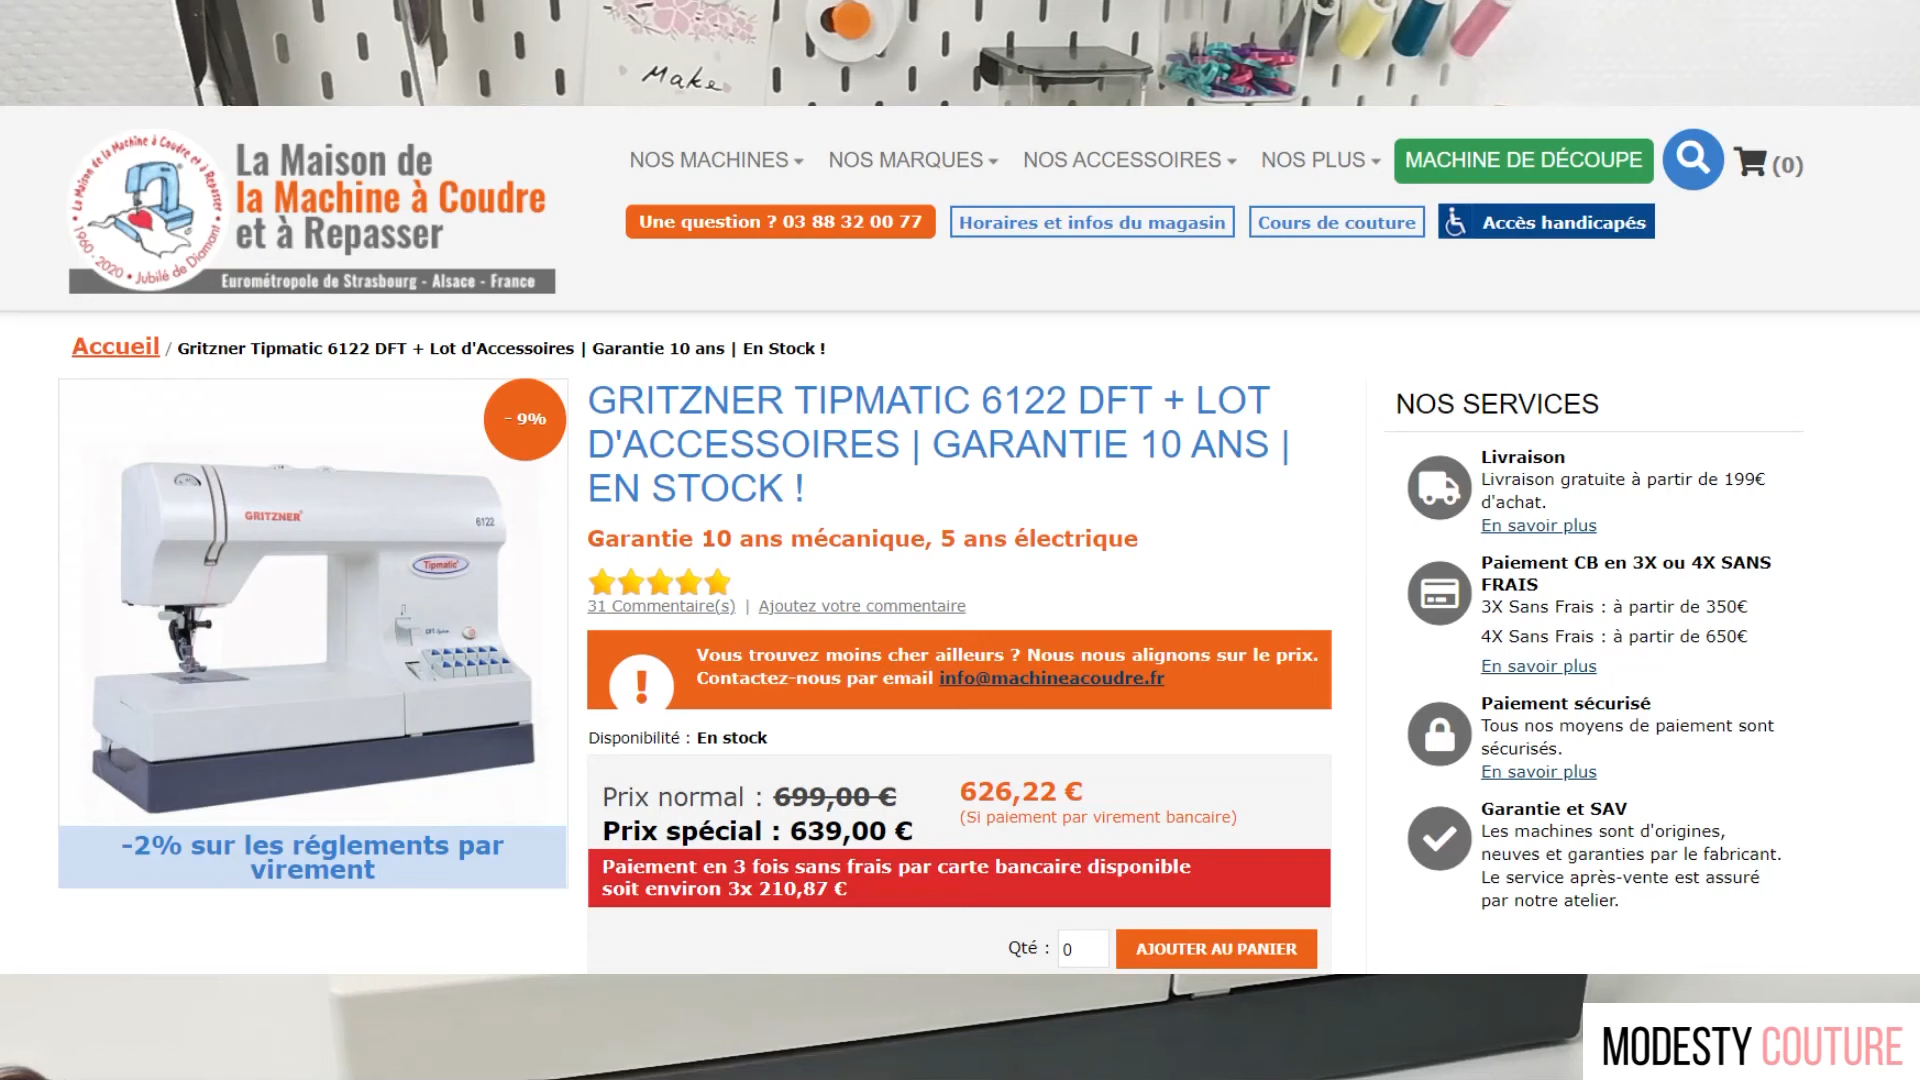 Make
La Maison de la Machine à Coudre et à Repasser
1960 - 2020 • Jubilé de Diamant
La Maison de
la Machine à Coudre
et à Repasser
Eurométropole de Strasbourg - Alsace - France
NOS MACHINES
NOS MARQUES
NOS ACCESSOIRES
NOS PLUS
MACHINE DE DÉCOUPE
(0)
Une question ? 03 88 32 00 77
Horaires et infos du magasin
Cours de couture
Accès handicapés
Accueil / Gritzner Tipmatic 6122 DFT + Lot d'Accessoires | Garantie 10 ans | En Stock !
- 9%
GRITZNER
6122
Tipmatic
-2% sur les réglements par
virement
GRITZNER TIPMATIC 6122 DFT + LOT
D'ACCESSOIRES | GARANTIE 10 ANS |
EN STOCK !
Garantie 10 ans mécanique, 5 ans électrique
31 Commentaire(s) | Ajoutez votre commentaire
Vous trouvez moins cher ailleurs ? Nous nous alignons sur le prix.
Contactez-nous par email info@machineacoudre.fr
Disponibilité : En stock
Prix normal : 699,00 €
Prix spécial : 639,00 €
626,22 €
(Si paiement par virement bancaire)
Paiement en 3 fois sans frais par carte bancaire disponible
soit environ 3x 210,87 €
Qté : 0
AJOUTER AU PANIER
NOS SERVICES
Livraison
Livraison gratuite à partir de 199€
d'achat.
En savoir plus
Paiement CB en 3X ou 4X SANS
FRAIS
3X Sans Frais : à partir de 350€
4X Sans Frais : à partir de 650€
En savoir plus
Paiement sécurisé
Tous nos moyens de paiement sont
sécurisés.
En savoir plus
Garantie et SAV
Les machines sont d'origines,
neuves et garanties par le fabricant.
Le service après-vente est assuré
par notre atelier.
MODESTY COUTURE